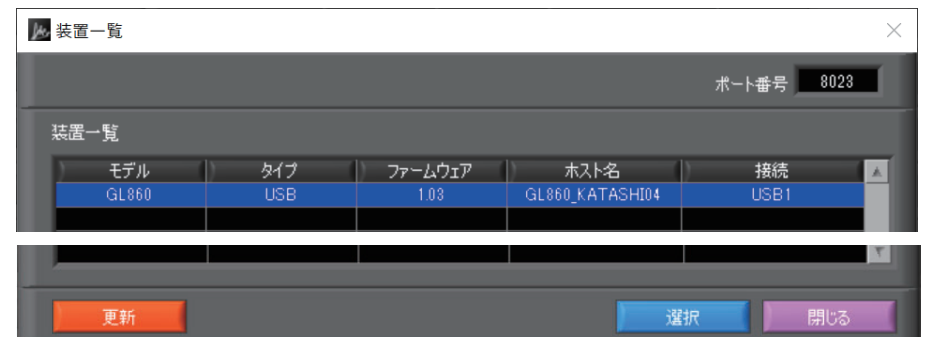 装置一覧
ポート番号 8023
装置一覧
モデル タイプ ファームウェア ホスト名 接続
GL860 USB 1.03 GL860_KATASHI04 USB1
更新 選択 閉じる